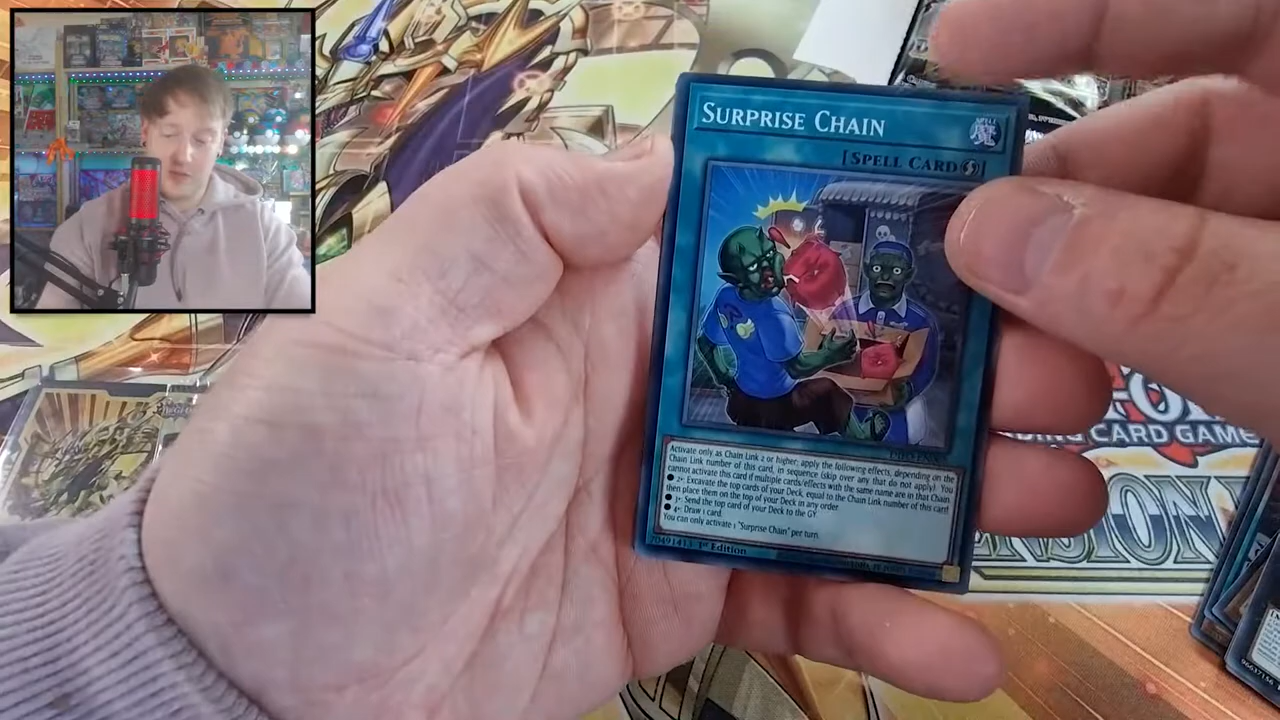 SURPRISE CHAIN
SPELL
[SPELL CARD]
Activate only as Chain Link 2 or higher; apply the following effects, depending on the
Chain Link number of this card, in sequence (skip over any that do not apply). You
cannot activate this card if multiple cards/effects with the same name are in that Chain.
● 2+: Excavate the top cards of your Deck, equal to the Chain Link number of this card,
then place them on the top of your Deck in any order.
● 3+: Send the top card of your Deck to the GY.
● 4+: Draw 1 card.
You can only activate 1 "Surprise Chain" per turn.
70491413
1st Edition
CARD GAME
96637156